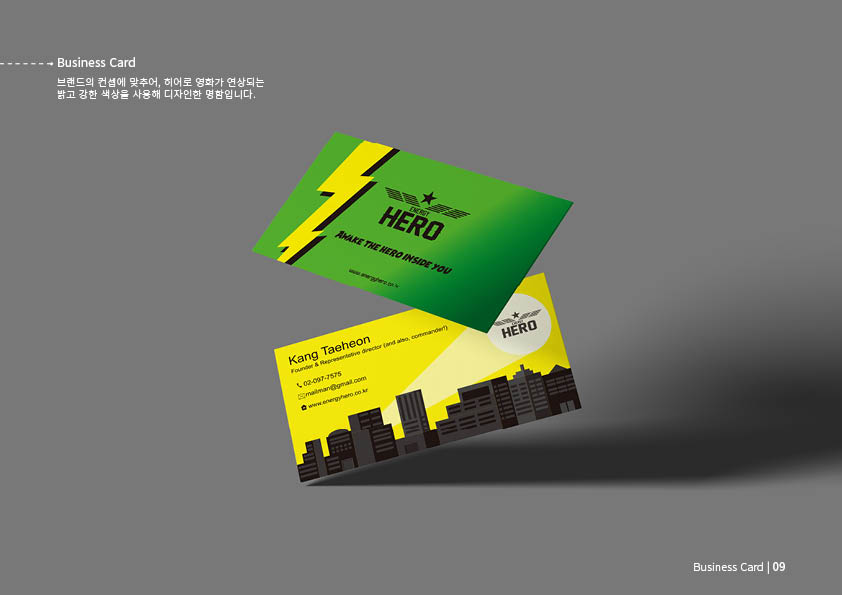 Business Card
브랜드의 컨셉에 맞추어, 히어로 영화가 연상되는
밝고 강한 색상을 사용해 디자인한 명함입니다.
ENERGY
HERO
AWAKE THE HERO INSIDE YOU
www.energyhero.co.kr
ENERGY
HERO
Kang Taeheon
Founder & Representative director (and also, commander!)
02-097-7575
mailman@gmail.com
www.energyhero.co.kr
Business Card | 09